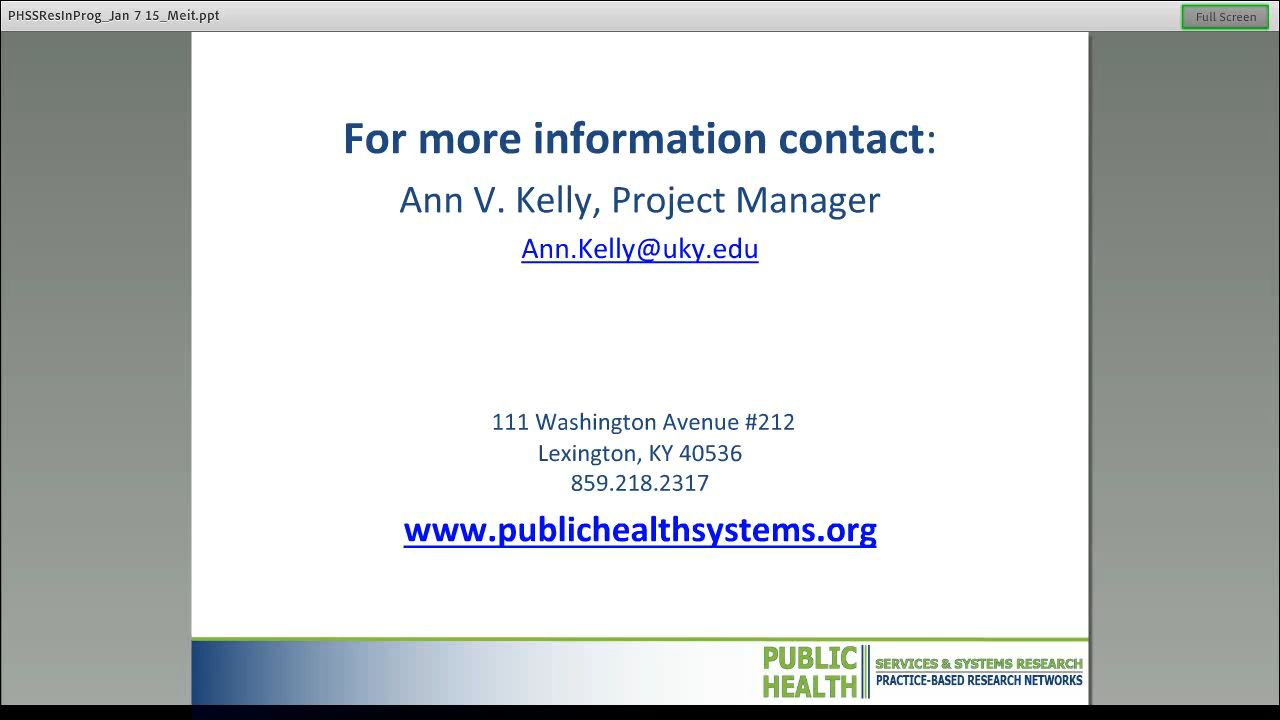 PHSSResInProg_Jan 7 15_Meit.ppt
Full Screen
For more information contact:
Ann V. Kelly, Project Manager
Ann.Kelly@uky.edu
111 Washington Avenue #212
Lexington, KY 40536
859.218.2317
www.publichealthsystems.org
PUBLIC HEALTH
SERVICES & SYSTEMS RESEARCH
PRACTICE-BASED RESEARCH NETWORKS